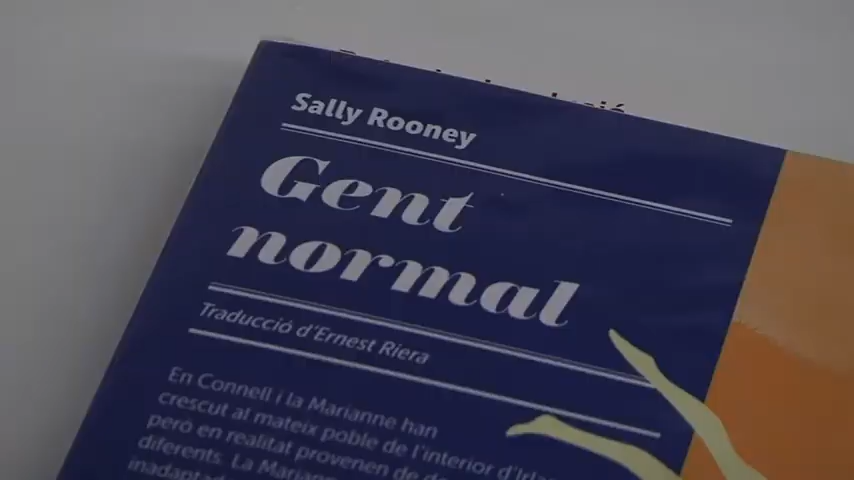 Sally Rooney
Gent
normal
Traducció d'Ernest Riera
En Connell i la Marianne han
crescut al mateix poble de l'interior d'Irla
però en realitat provenen de
diferents. La Marianne